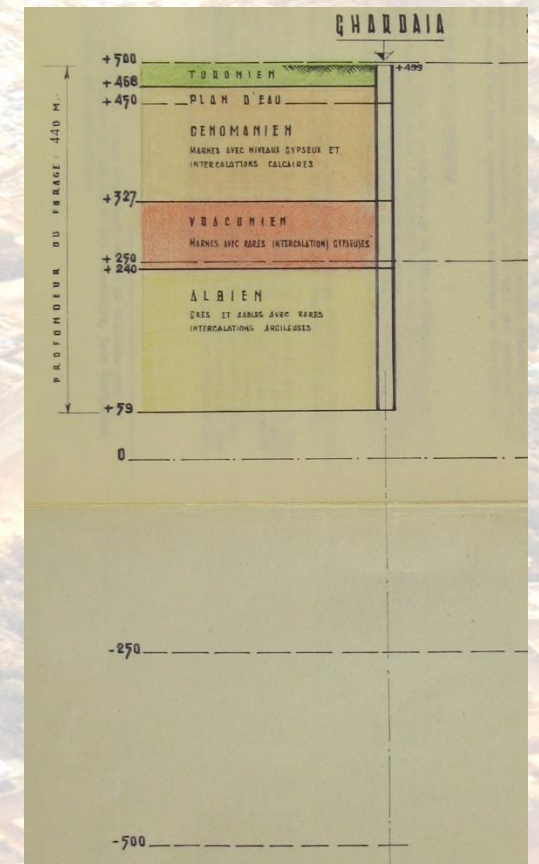 GHARDAIA
+500
+499
TURONIEN
+468
+450 PLAN D'EAU
CENOMANIEN
MARNES AVEC NIVEAUX GYPSEUX ET
INTERCALATIONS CALCAIRES
+327
VRACONIEN
MARNES AVEC RARES INTERCALATIONS GYPSEUSES
+250
+240
ALBIEN
GRES ET SABLES AVEC RARES
INTERCALATIONS ARGILEUSES
+59
PROFONDEUR DU FORAGE: 440 M.
0
-250
-500